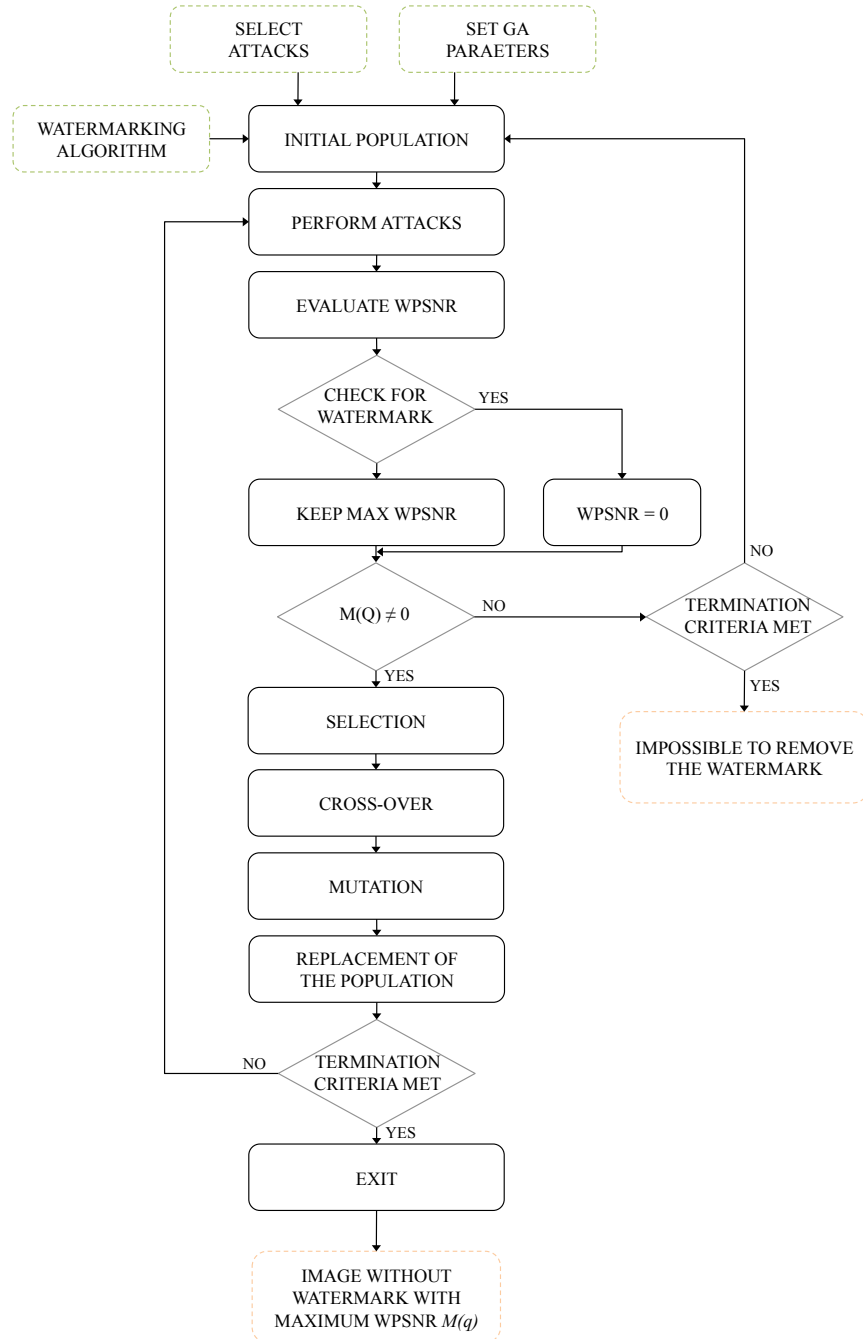 SELECT
ATTACKS
SET GA
PARAETERS
WATERMARKING
ALGORITHM
INITIAL POPULATION
PERFORM ATTACKS
EVALUATE WPSNR
CHECK FOR
WATERMARK
YES
KEEP MAX WPSNR
WPSNR = 0
NO
M(Q) ≠ 0
NO
TERMINATION
CRITERIA MET
YES
YES
SELECTION
IMPOSSIBLE TO REMOVE
THE WATERMARK
CROSS-OVER
MUTATION
REPLACEMENT OF
THE POPULATION
NO
TERMINATION
CRITERIA MET
YES
EXIT
IMAGE WITHOUT
WATERMARK WITH
MAXIMUM WPSNR M(q)